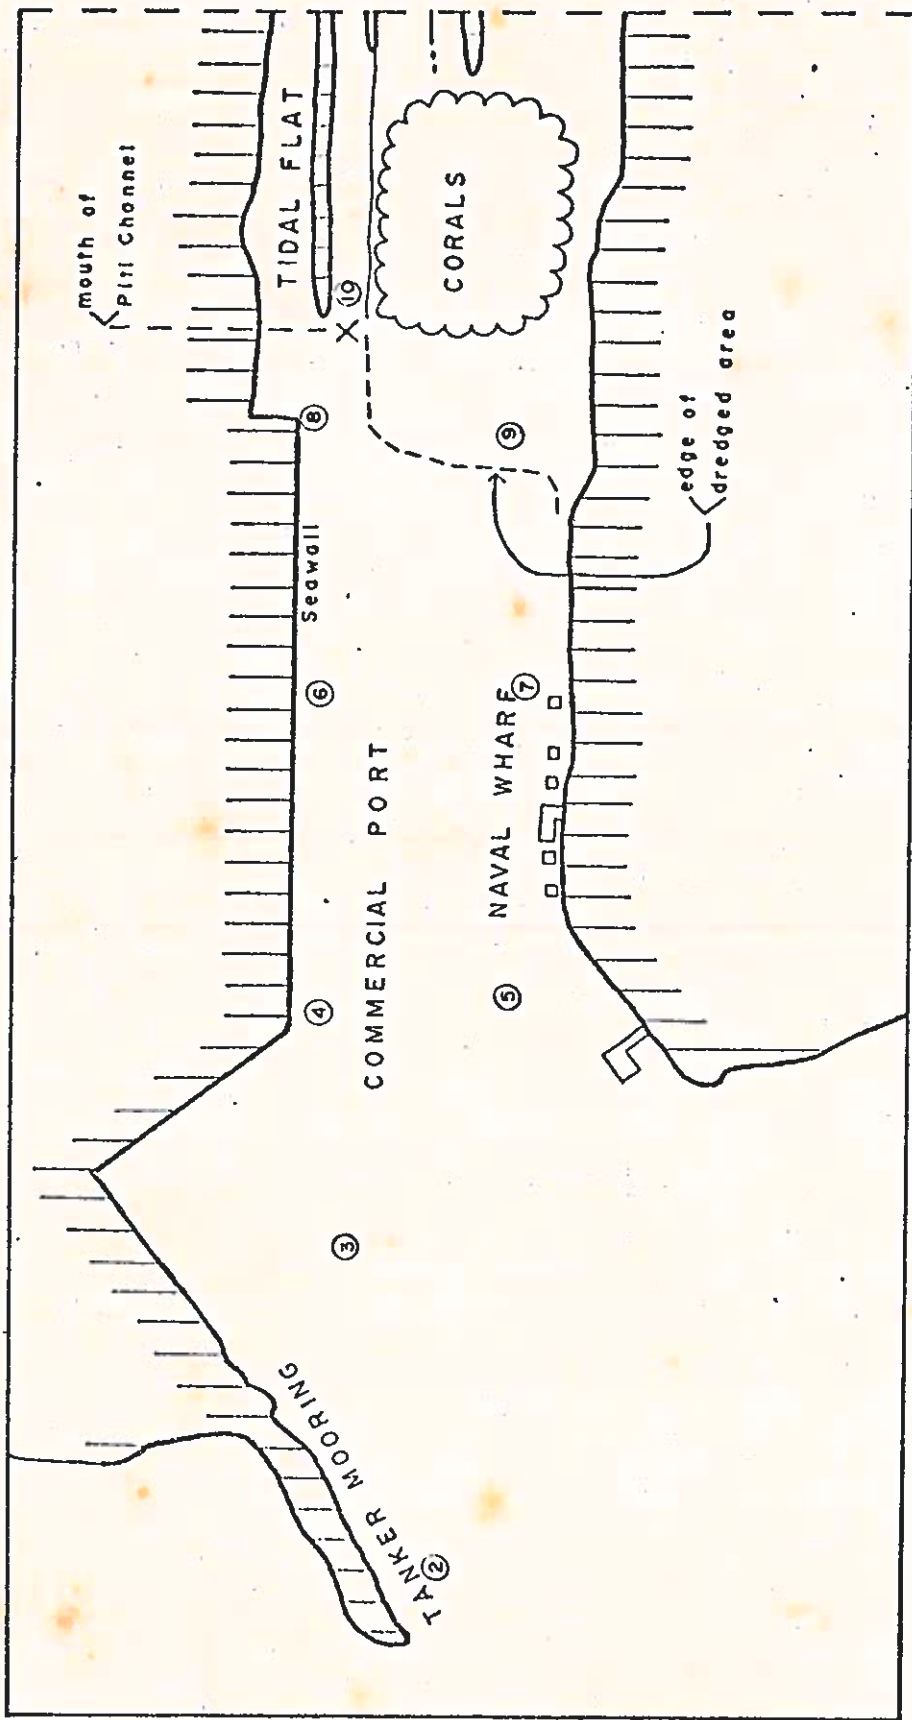 mouth of
Piti Channel
TIDAL FLAT
10
CORALS
8
9
edge of
dredged area
Seawall
6
7
NAVAL WHARF
COMMERCIAL PORT
4
5
3
TANKER MOORING
2